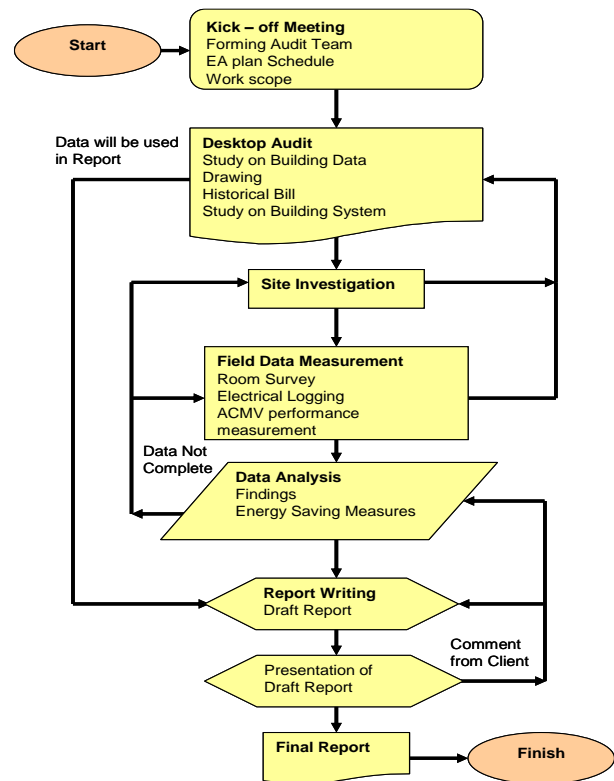 Start
Kick – off Meeting
Forming Audit Team
EA plan Schedule
Work scope
Data will be used
in Report
Desktop Audit
Study on Building Data
Drawing
Historical Bill
Study on Building System
Site Investigation
Field Data Measurement
Room Survey
Electrical Logging
ACMV performance
measurement
Data Not
Complete
Data Analysis
Findings
Energy Saving Measures
Report Writing
Draft Report
Comment
from Client
Presentation of
Draft Report
Final Report
Finish